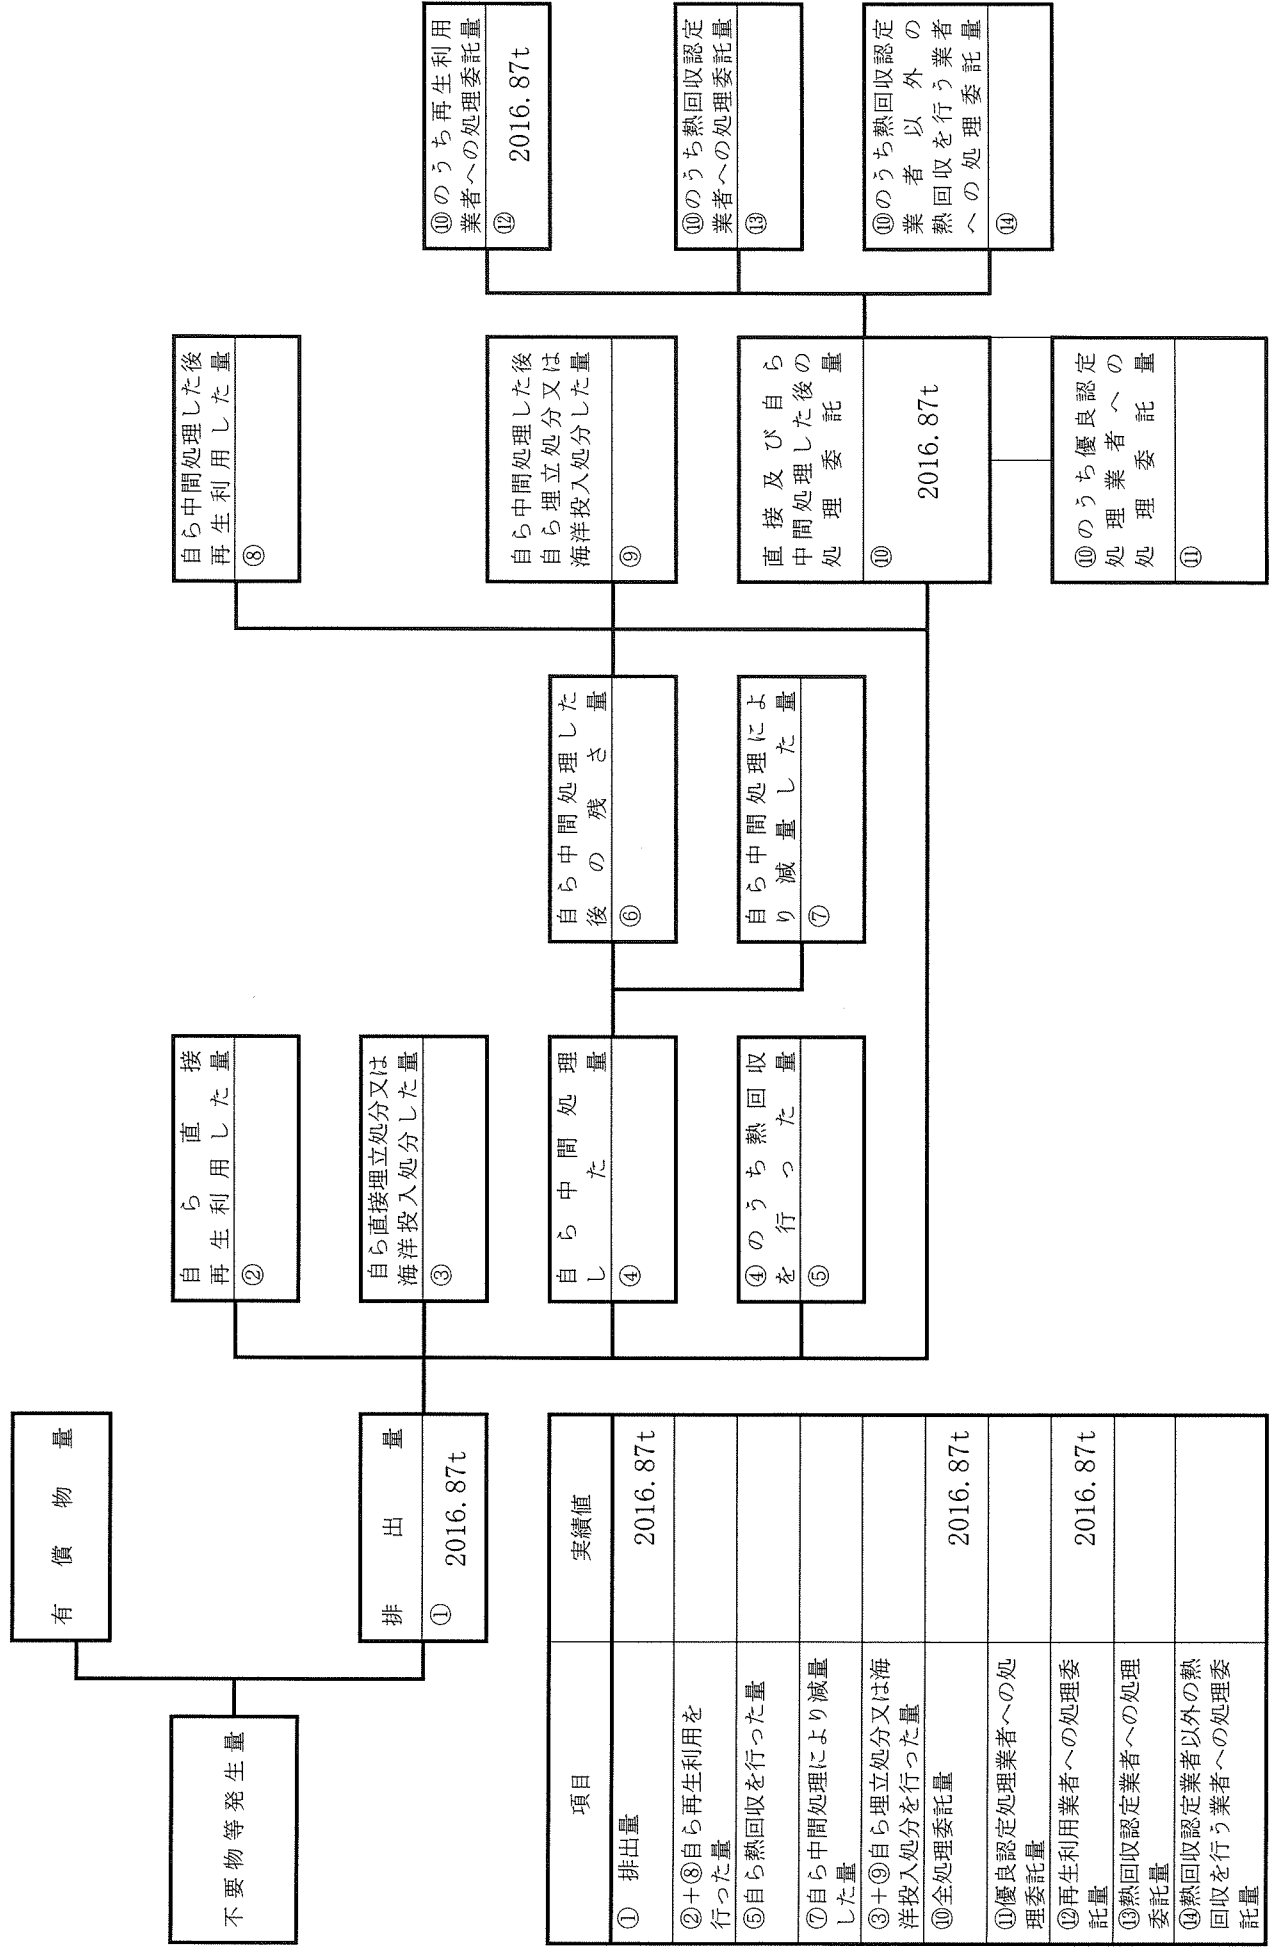 不要物等発生量
有償物量
排出量
① 2016.87t
自ら直接
再生利用した量
②
自ら直接埋立処分又は
海洋投入処分した量
③
自ら中間処理
した量
④
④のうち熱回収
を行った量
⑤
自ら中間処理した
後の残さ量
⑥
自ら中間処理によ
り減量した量
⑦
自ら中間処理した後
再生利用した量
⑧
自ら中間処理した後
自ら埋立処分又は
海洋投入処分した量
⑨
直接及び自ら
中間処理した後の
処理委託量
⑩ 2016.87t
⑩のうち優良認定
処理業者への
処理委託量
⑪
⑩のうち再生利用
業者への処理委託量
⑫ 2016.87t
⑩のうち熱回収認定
業者への処理委託量
⑬
⑩のうち熱回収認定
業者以外の
熱回収を行う業者
への処理委託量
⑭
項目 実績値
① 排出量 2016.87t
②+⑧自ら再生利用を
行った量
⑤自ら熱回収を行った量
⑦自ら中間処理により減量
した量
③+⑨自ら埋立処分又は海
洋投入処分を行った量
⑩全処理委託量 2016.87t
⑪優良認定処理業者への処
理委託量
⑫再生利用業者への処理委
託量 2016.87t
⑬熱回収認定業者への処理
委託量
⑭熱回収認定業者以外の熱
回収を行う業者への処理委
託量